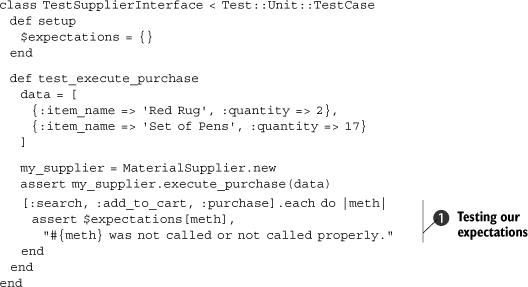 class TestSupplierInterface < Test::Unit::TestCase
  def setup
    $expectations = {}
  end

  def test_execute_purchase
    data = [
      {:item_name => 'Red Rug', :quantity => 2},
      {:item_name => 'Set of Pens', :quantity => 17}
    ]

    my_supplier = MaterialSupplier.new
    assert my_supplier.execute_purchase(data)
    [:search, :add_to_cart, :purchase].each do |meth|
      assert $expectations[meth],
        "#{meth} was not called or not called properly."
    end
  end
end
1 Testing our
expectations